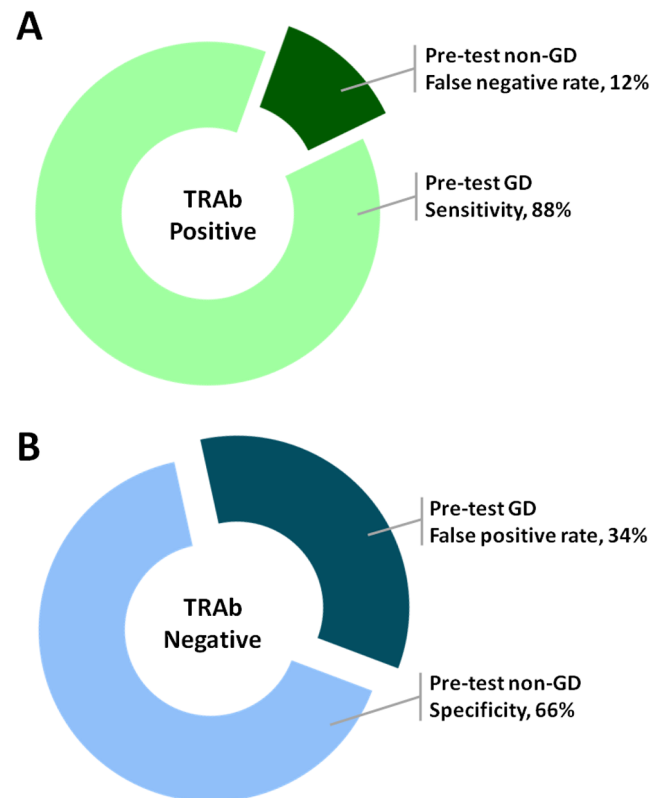 A
Pre-test non-GD
False negative rate, 12%
Pre-test GD
Sensitivity, 88%
TRAb
Positive
B
Pre-test GD
False positive rate, 34%
TRAb
Negative
Pre-test non-GD
Specificity, 66%